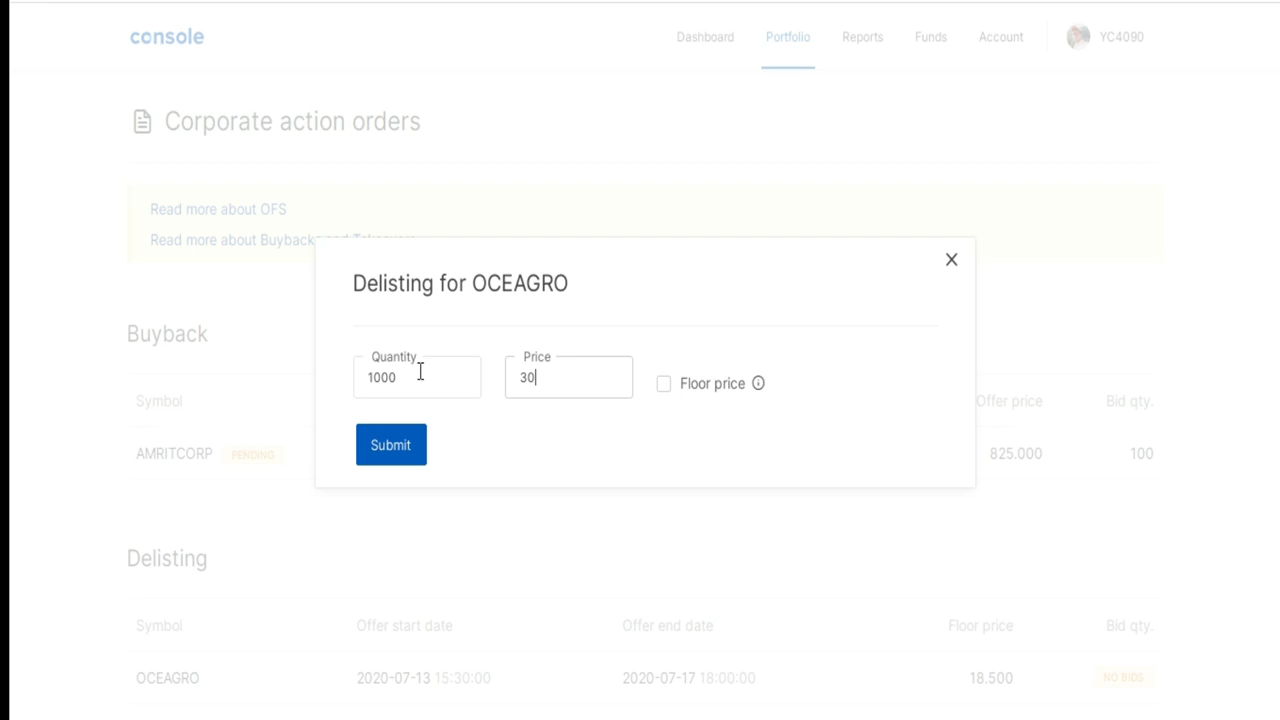 console
Dashboard Portfolio Reports Funds Account YC4090
Corporate action orders
Read more about OFS
Read more about Buybacks and Takeovers
Delisting for OCEAGRO
Buyback
Quantity Price
1000 30
Floor price
Symbol Offer price Bid qty.
Submit
AMRITCORP PENDING 825.000 100
Delisting
Symbol Offer start date Offer end date Floor price Bid qty.
OCEAGRO 2020-07-13 15:30:00 2020-07-17 18:00:00 18.500 NO BIDS